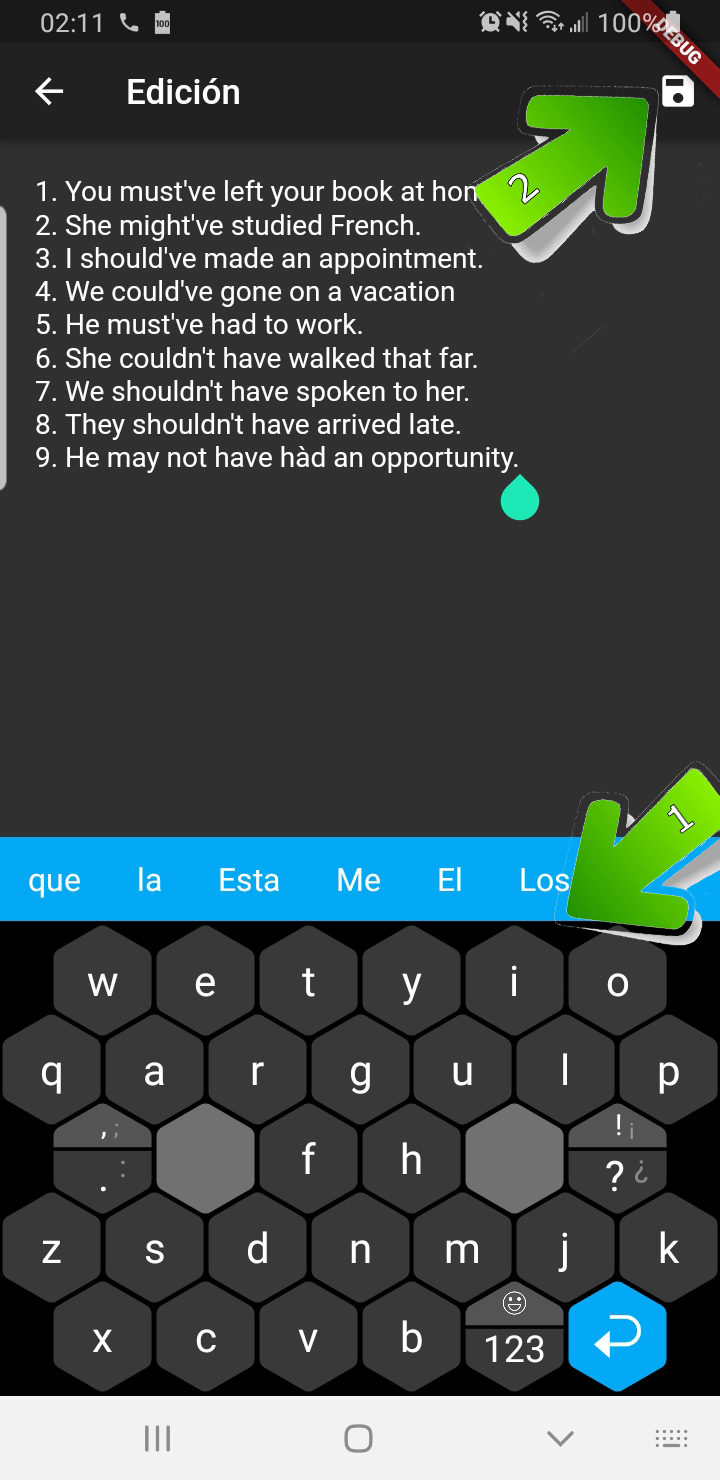 02:11 100 100%
DEBUG
Edición
2
1. You must've left your book at hom
2. She might've studied French.
3. I should've made an appointment.
4. We could've gone on a vacation
5. He must've had to work.
6. She couldn't have walked that far.
7. We shouldn't have spoken to her.
8. They shouldn't have arrived late.
9. He may not have hàd an opportunity.
1
que la Esta Me El Los
w e t y i o
q a r g u l p
, ; ! ¡
. : f h ? ¿
z s d n m j k
x c v b 123